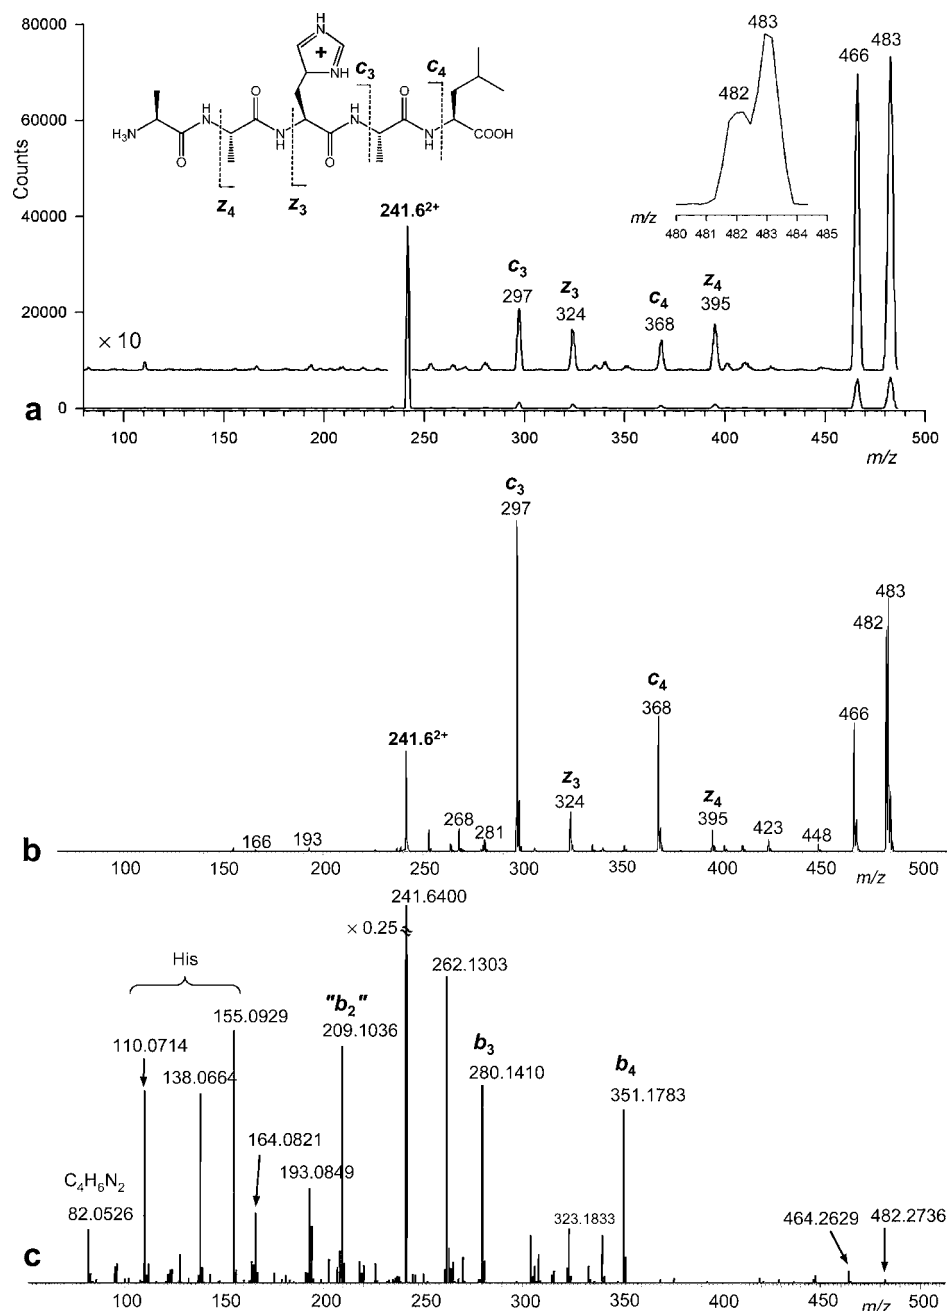 80000
60000
40000
20000
0
Counts
a
× 10
H
N
+
NH
c3
c4
H3N
O
N
H
O
N
H
O
N
H
O
N
H
COOH
z4
z3
241.6²⁺
c3
297
z3
324
c4
368
z4
395
466
483
483
482
m/z
480 481 482 483 484 485
100 150 200 250 300 350 400 450 500
m/z
b
166
193
241.6²⁺
268
281
c3
297
z3
324
c4
368
z4
395
423
448
466
482
483
100 150 200 250 300 350 400 450 500
m/z
c
C4H6N2
82.0526
110.0714
His
138.0664
155.0929
164.0821
193.0849
"b2"
209.1036
× 0.25
241.6400
262.1303
b3
280.1410
323.1833
b4
351.1783
464.2629
482.2736
100 150 200 250 300 350 400 450 500
m/z